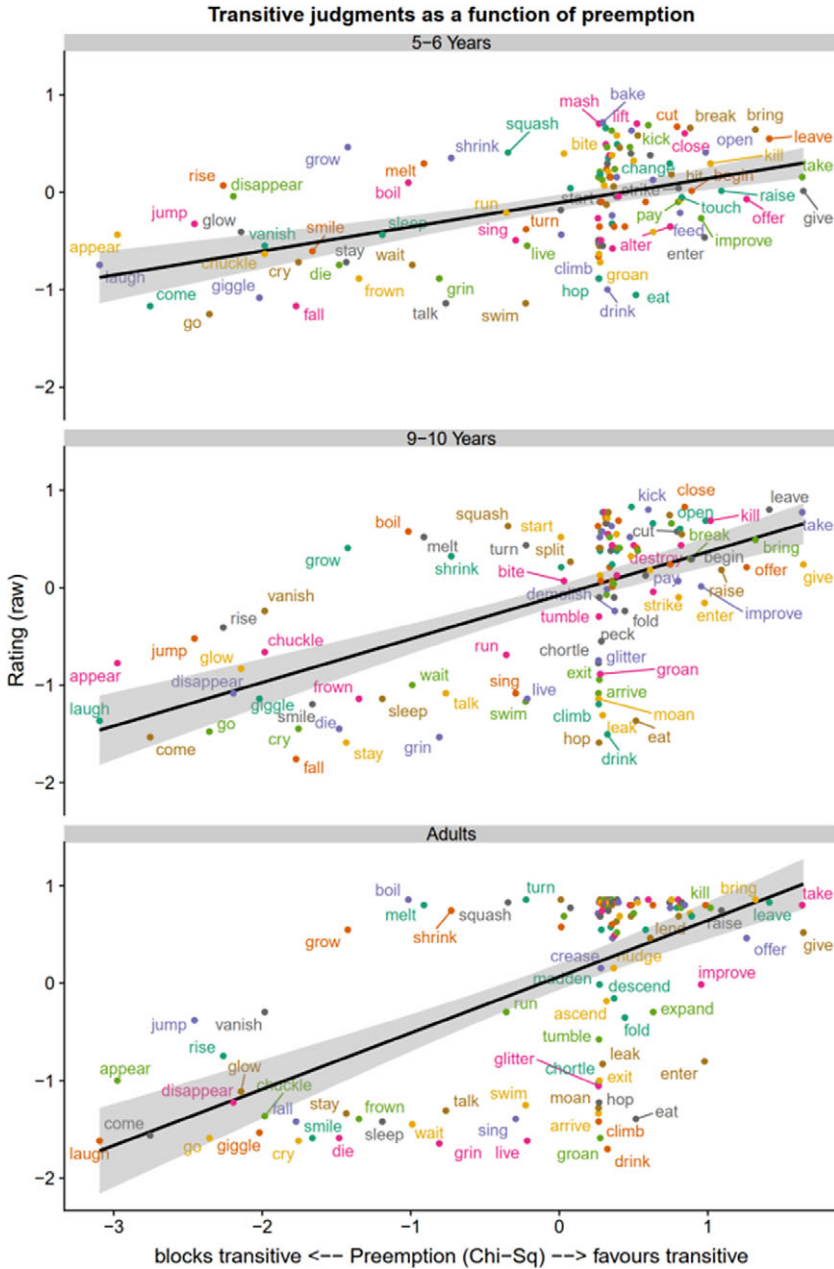 Transitive judgments as a function of preemption
5−6 Years
1
0
−1
−2
mash
bake
lift
cut
break
bring
squash
bite
kick
close
open
leave
grow
shrink
kill
rise
disappear
melt
boil
change
hit
begin
take
jump
glow
vanish
smile
sleep
run
start
strike
turn
sing
pay
touch
raise
offer
give
appear
laugh
chuckle
cry
stay
die
wait
live
alter
feed
enter
improve
climb
groan
come
giggle
frown
grin
hop
drink
eat
go
fall
talk
swim
Rating (raw)
9−10 Years
1
0
−1
−2
kick
close
leave
boil
squash
start
cut
open
kill
take
grow
melt
shrink
turn
split
destroy
break
bring
bite
begin
vanish
demolish
pay
offer
give
rise
tumble
fold
strike
enter
raise
improve
jump
chuckle
run
chortle
peck
appear
glow
glitter
disappear
frown
wait
sing
live
exit
groan
laugh
giggle
smile
sleep
talk
swim
arrive
climb
moan
come
go
cry
die
stay
grin
leak
eat
hop
drink
fall
Adults
1
0
−1
−2
boil
turn
kill
bring
take
melt
squash
leave
grow
shrink
lend
raise
give
crease
nudge
offer
madden
descend
improve
jump
vanish
run
ascend
fold
expand
rise
tumble
appear
glow
leak
disappear
chuckle
glitter
chortle
exit
enter
come
fall
stay
frown
talk
swim
moan
hop
eat
laugh
go
giggle
cry
smile
die
sleep
wait
grin
sing
live
arrive
climb
groan
drink
−3
−2
−1
0
1
blocks transitive <−− Preemption (Chi−Sq) −−> favours transitive